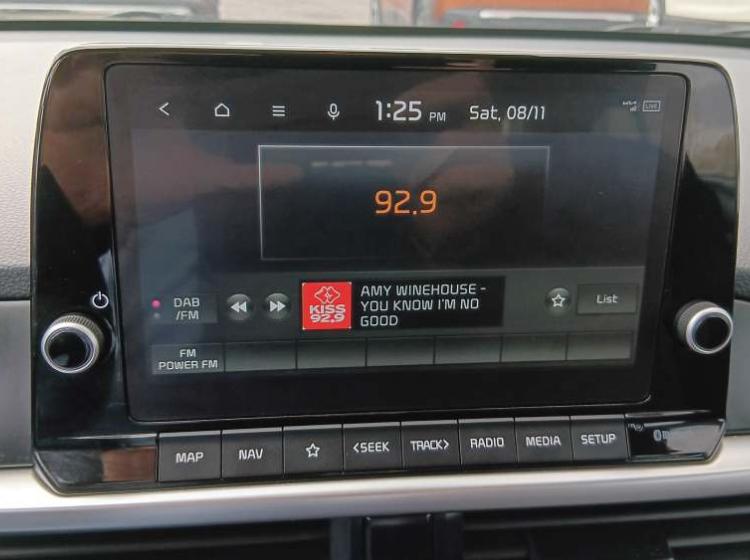 1:25 PM Sat, 08/11 LIVE
92.9
DAB
/FM
KISS
92.9
AMY WINEHOUSE -
YOU KNOW I'M NO
GOOD
List
FM
POWER FM
MAP NAV <SEEK TRACK> RADIO MEDIA SETUP